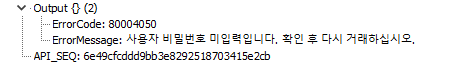 Output {} (2)
ErrorCode: 80004050
ErrorMessage: 사용자 비밀번호 미입력입니다. 확인 후 다시 거래하십시오.
API_SEQ: 6e49cfcddd9bb3e8292518703415e2cb